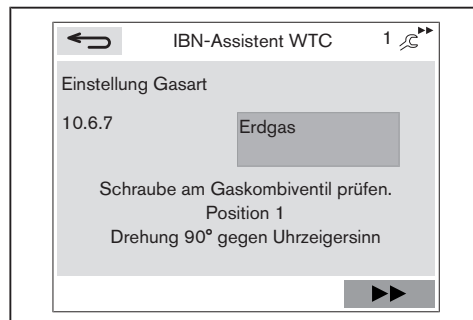 IBN-Assistent WTC 1
Einstellung Gasart
10.6.7 Erdgas
Schraube am Gaskombiventil prüfen.
Position 1
Drehung 90° gegen Uhrzeigersinn